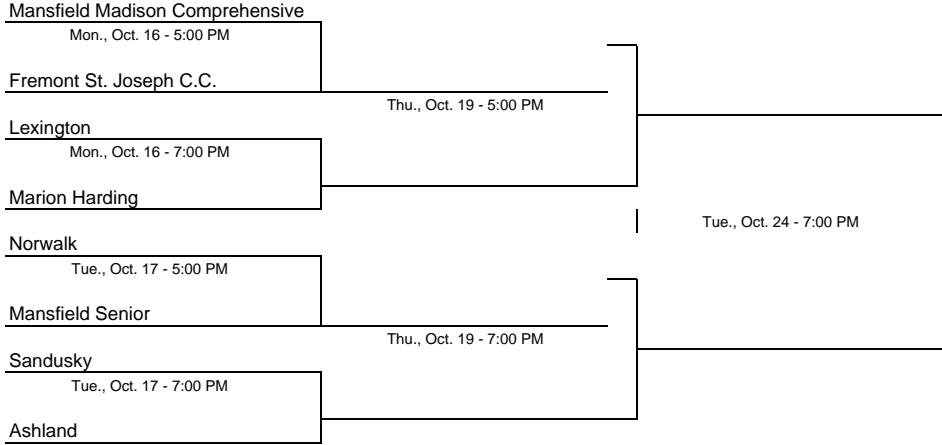 Mansfield Madison Comprehensive
Mon., Oct. 16 - 5:00 PM
Fremont St. Joseph C.C.
Thu., Oct. 19 - 5:00 PM
Lexington
Mon., Oct. 16 - 7:00 PM
Marion Harding
Tue., Oct. 24 - 7:00 PM
Norwalk
Tue., Oct. 17 - 5:00 PM
Mansfield Senior
Thu., Oct. 19 - 7:00 PM
Sandusky
Tue., Oct. 17 - 7:00 PM
Ashland